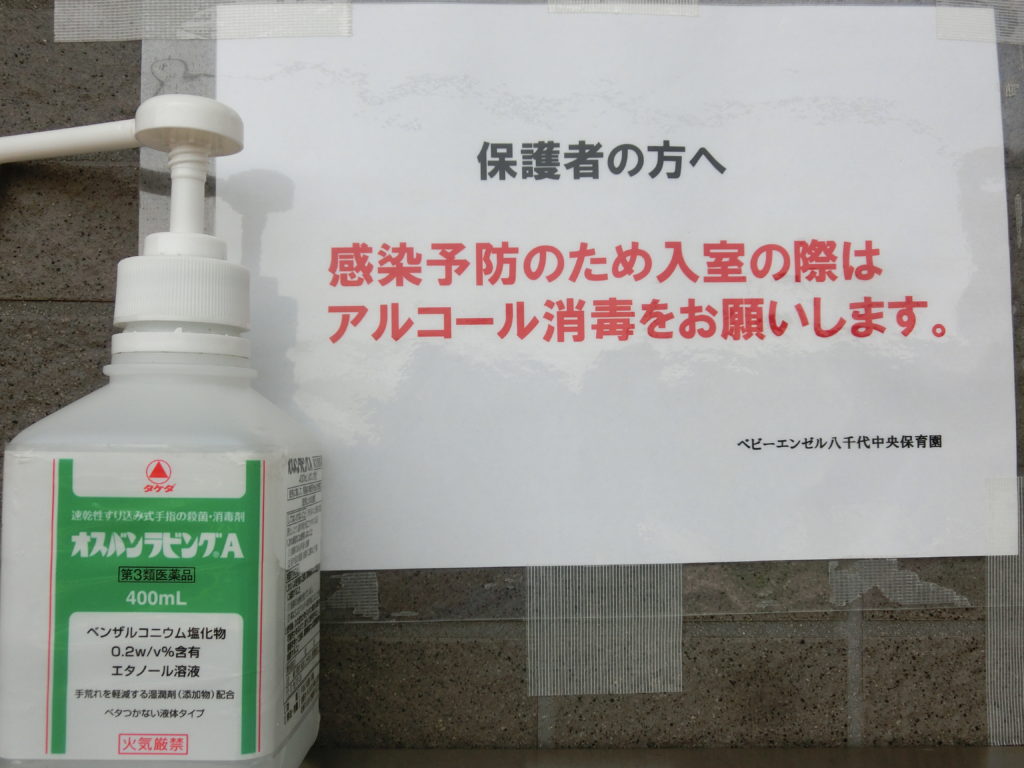 保護者の方へ
感染予防のため入室の際は
アルコール消毒をお願いします。
ベビーエンゼル八千代中央保育園
タケダ
速乾性すり込み式手指の殺菌・消毒剤
オスバンラビング®A
第3類医薬品
400mL
ベンザルコニウム塩化物
0.2w/v%含有
エタノール溶液
手荒れを軽減する湿潤剤(添加物)配合
ベタつかない液体タイプ
火気厳禁